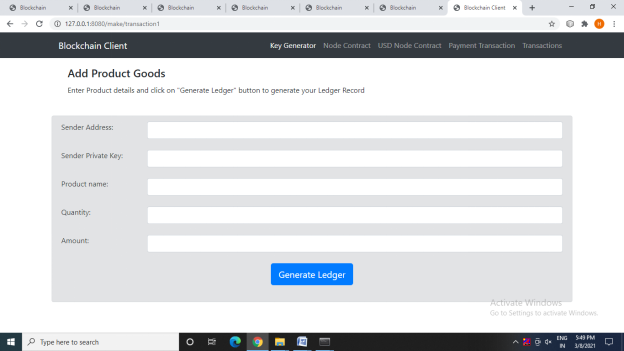 Blockchain Blockchain Blockchain Blockchain Blockchain Blockchain Blockchain Client
127.0.0.1:8080/make/transaction1
H
Blockchain Client Key Generator Node Contract USD Node Contract Payment Transaction Transactions
Add Product Goods
Enter Product details and click on "Generate Ledger" button to generate your Ledger Record
Sender Address:
Sender Private Key:
Product name:
Quantity:
Amount:
Generate Ledger
Activate Windows
Go to Settings to activate Windows.
Type here to search
ENG 5:49 PM
IN 3/8/2021